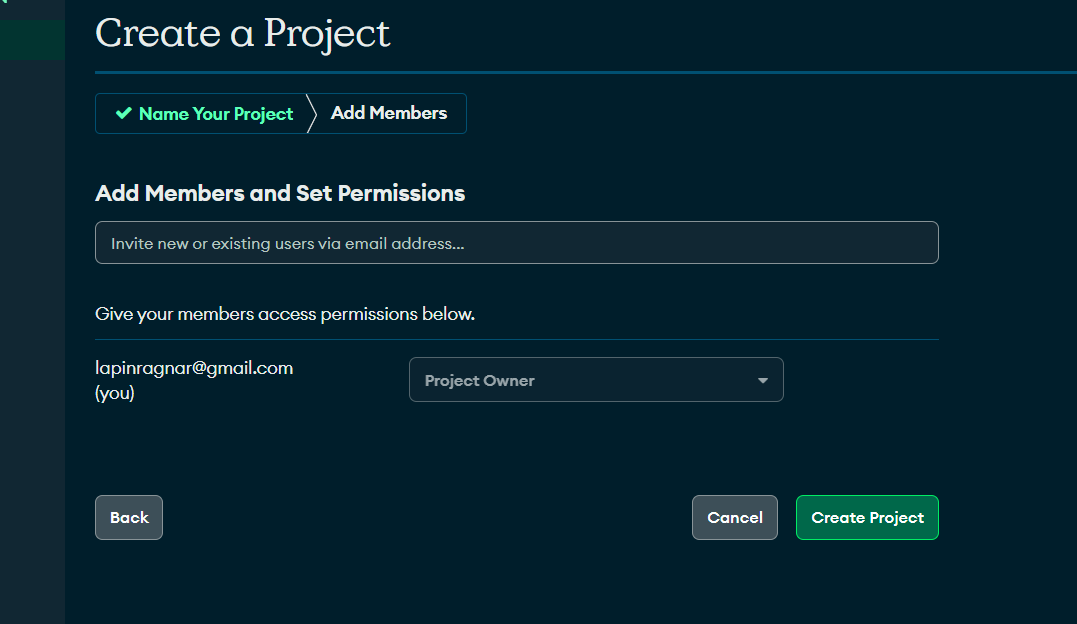 Create a Project
Name Your Project
Add Members
Add Members and Set Permissions
Invite new or existing users via email address...
Give your members access permissions below.
lapinragnar@gmail.com
(you)
Project Owner
Back
Cancel
Create Project